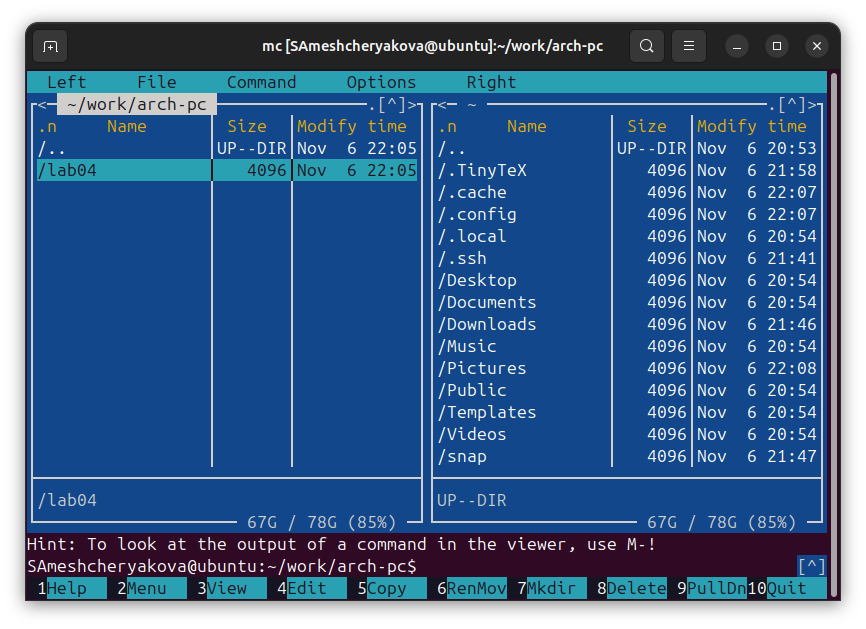 mc [SAmeshcheryakova@ubuntu]:~/work/arch-pc
Left File Command Options Right
<─ ~/work/arch-pc .[^]>
.n Name Size Modify time
/.. UP--DIR Nov 6 22:05
/lab04 4096 Nov 6 22:05
/lab04
67G / 78G (85%)
<─ ~ .[^]>
.n Name Size Modify time
/.. UP--DIR Nov 6 20:53
/.TinyTeX 4096 Nov 6 21:58
/.cache 4096 Nov 6 22:07
/.config 4096 Nov 6 22:07
/.local 4096 Nov 6 20:54
/.ssh 4096 Nov 6 21:41
/Desktop 4096 Nov 6 20:54
/Documents 4096 Nov 6 20:54
/Downloads 4096 Nov 6 21:46
/Music 4096 Nov 6 20:54
/Pictures 4096 Nov 6 22:08
/Public 4096 Nov 6 20:54
/Templates 4096 Nov 6 20:54
/Videos 4096 Nov 6 20:54
/snap 4096 Nov 6 21:47
UP--DIR
67G / 78G (85%)
Hint: To look at the output of a command in the viewer, use M-!
SAmeshcheryakova@ubuntu:~/work/arch-pc$ [^]
1Help 2Menu 3View 4Edit 5Copy 6RenMov 7Mkdir 8Delete 9PullDn 10Quit